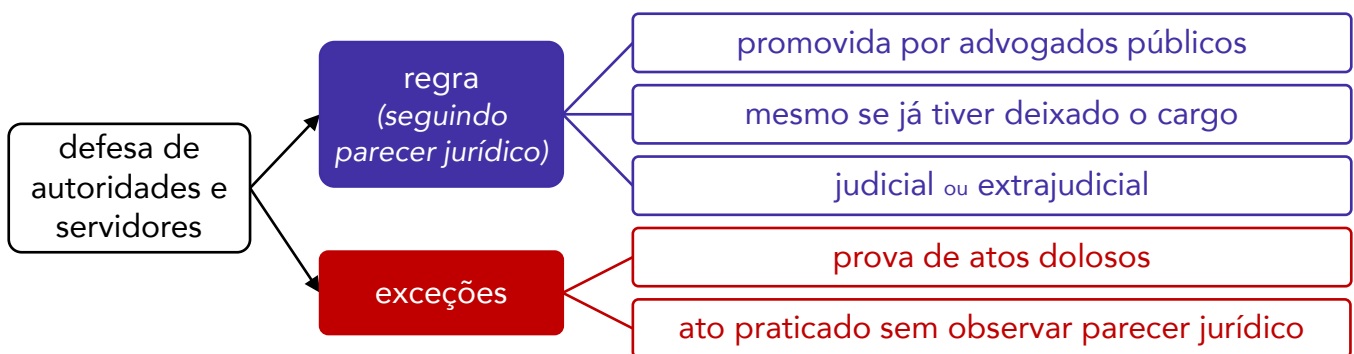 defesa de
autoridades e
servidores
regra
(seguindo
parecer jurídico)
promovida por advogados públicos
mesmo se já tiver deixado o cargo
judicial ou extrajudicial
exceções
prova de atos dolosos
ato praticado sem observar parecer jurídico